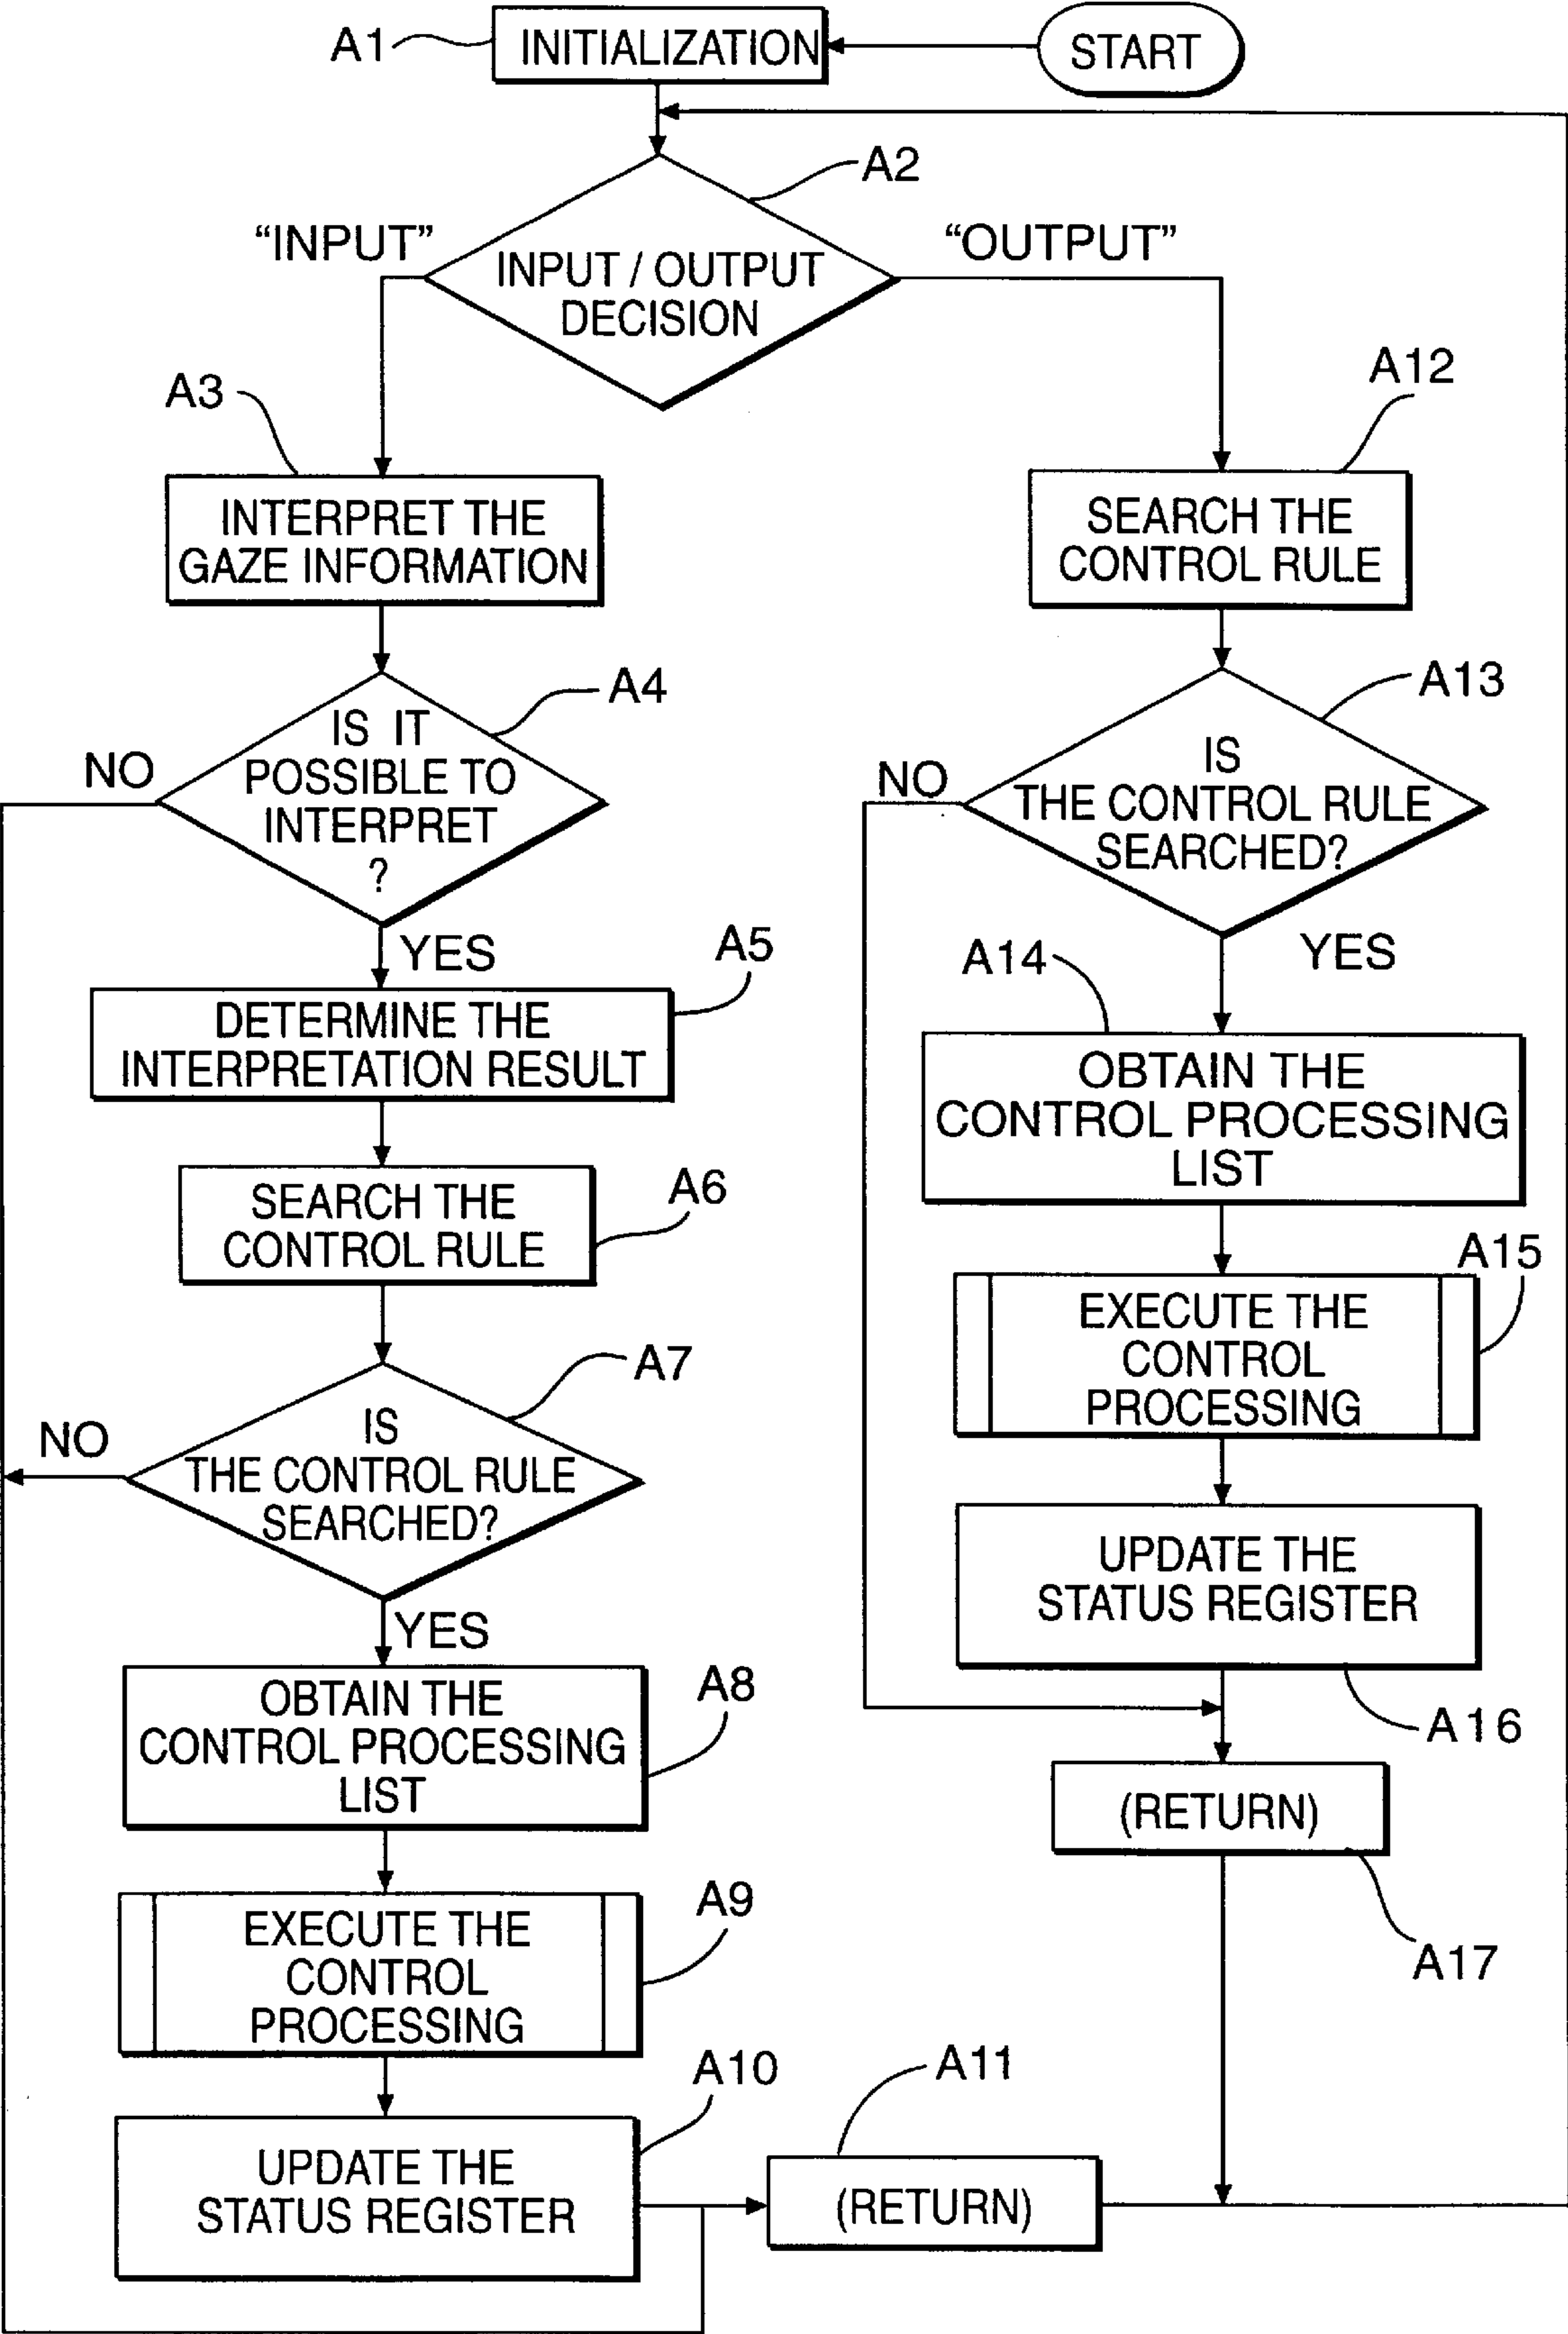 A1
INITIALIZATION
START
A2
“INPUT”
“OUTPUT”
INPUT / OUTPUT
DECISION
A3
A12
INTERPRET THE
GAZE INFORMATION
SEARCH THE
CONTROL RULE
A4
A13
NO
IS IT
POSSIBLE TO
INTERPRET
?
NO
IS
THE CONTROL RULE
SEARCHED?
YES
YES
A5
A14
DETERMINE THE
INTERPRETATION RESULT
OBTAIN THE
CONTROL PROCESSING
LIST
A6
SEARCH THE
CONTROL RULE
A15
EXECUTE THE
CONTROL
PROCESSING
A7
NO
IS
THE CONTROL RULE
SEARCHED?
UPDATE THE
STATUS REGISTER
YES
A8
A16
OBTAIN THE
CONTROL PROCESSING
LIST
(RETURN)
A9
A17
EXECUTE THE
CONTROL
PROCESSING
A10
A11
UPDATE THE
STATUS REGISTER
(RETURN)